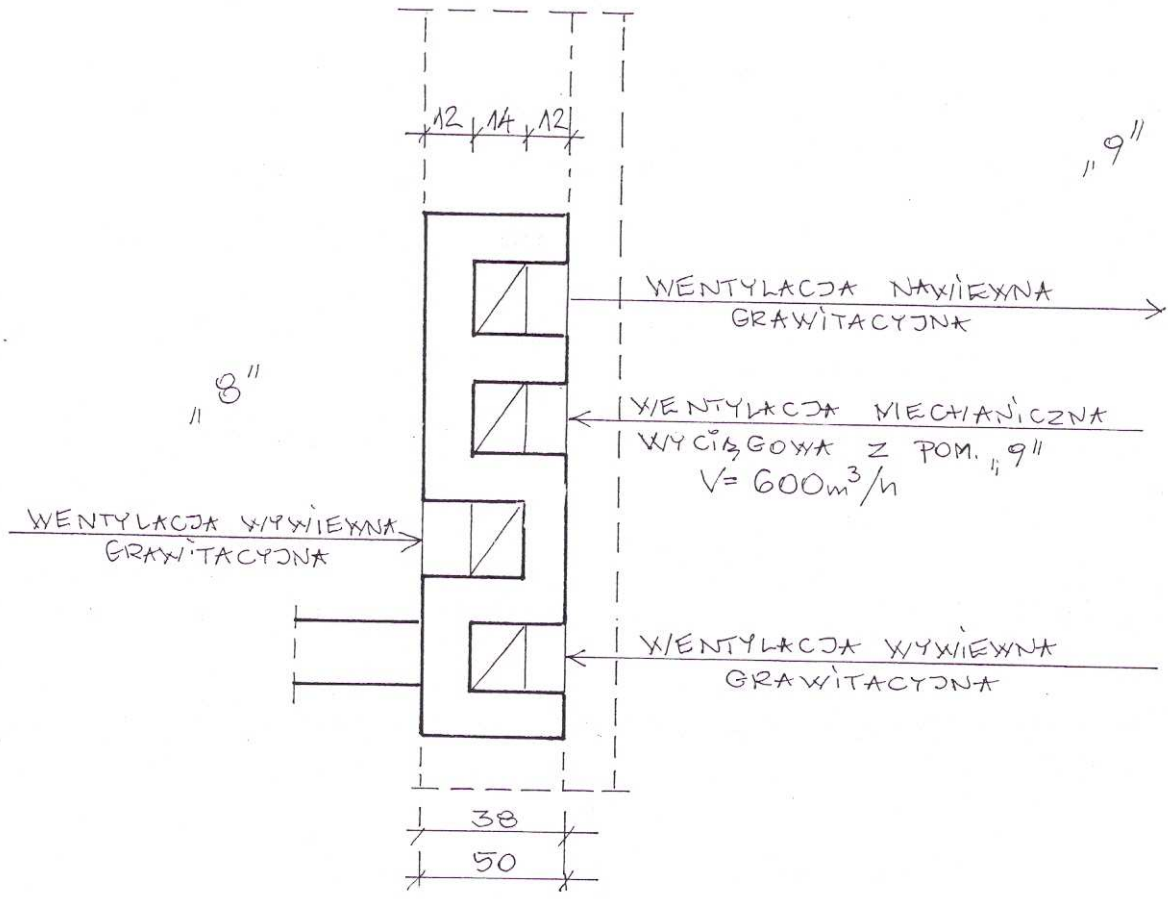 12 14 12
„9"
WENTYLACJA NAWIEWNA
GRAWITACYJNA
„8"
WENTYLACJA MECHANICZNA
WYCIĄGOWA Z POM. „9"
V= 600m³/h
WENTYLACJA WYWIEWNA
GRAWITACYJNA
WENTYLACJA WYWIEWNA
GRAWITACYJNA
38
50